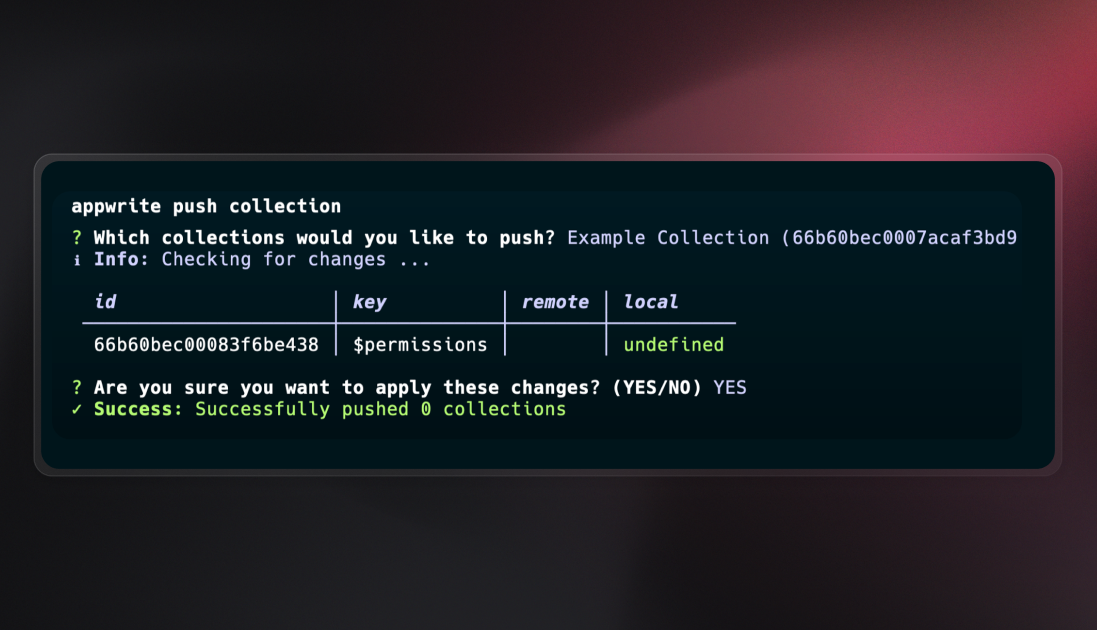 appwrite push collection
? Which collections would you like to push? Example Collection (66b60bec0007acaf3bd9
ℹ Info: Checking for changes ...
id key remote local
66b60bec00083f6be438 $permissions undefined
? Are you sure you want to apply these changes? (YES/NO) YES
✓ Success: Successfully pushed 0 collections